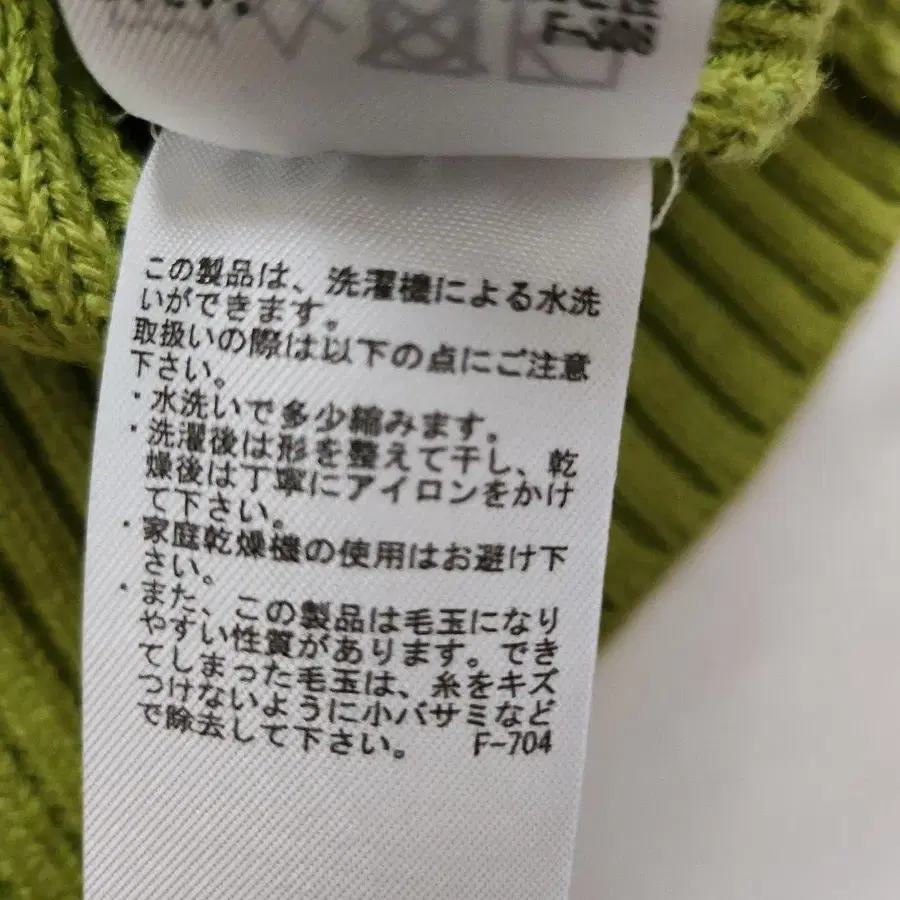 この製品は、洗濯機による水洗
いができます。
取扱いの際は以下の点にご注意
下さい。
・水洗いで多少縮みます。
・洗濯後は形を整えて干し、乾
燥後は丁寧にアイロンをかけ
て下さい。
・家庭乾燥機の使用はお避け下
さい。
・また、この製品は毛玉になり
やすい性質があります。でき
てしまった毛玉は、糸をキズ
つけないように小バサミなど
で除去して下さい。 F-704